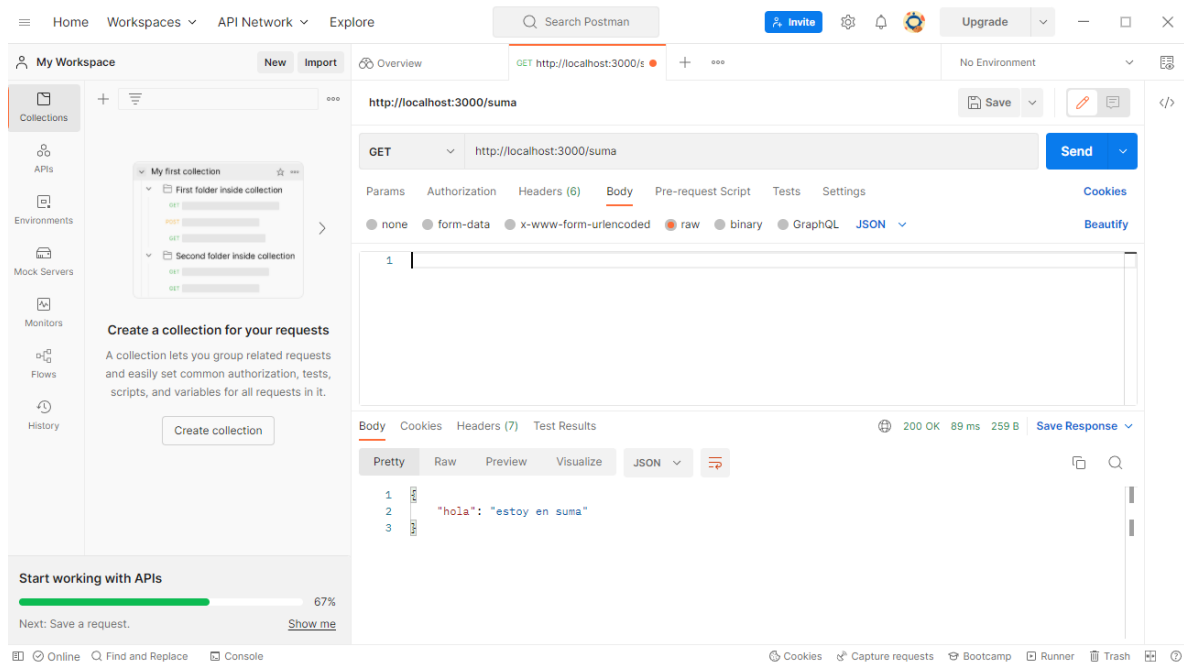 Home Workspaces API Network Explore Search Postman Invite Upgrade
My Workspace New Import Overview GET http://localhost:3000/s No Environment
Collections
APIs
Environments
Mock Servers
Monitors
Flows
History
My first collection
First folder inside collection
GET
POST
GET
Second folder inside collection
GET
GET
Create a collection for your requests
A collection lets you group related requests
and easily set common authorization, tests,
scripts, and variables for all requests in it.
Create collection
Start working with APIs
67%
Next: Save a request. Show me
http://localhost:3000/suma Save
GET http://localhost:3000/suma Send
Params Authorization Headers (6) Body Pre-request Script Tests Settings Cookies
none form-data x-www-form-urlencoded raw binary GraphQL JSON Beautify
1
Body Cookies Headers (7) Test Results 200 OK 89 ms 259 B Save Response
Pretty Raw Preview Visualize JSON
1 {
2 "hola": "estoy en suma"
3 }
Online Find and Replace Console Cookies Capture requests Bootcamp Runner Trash